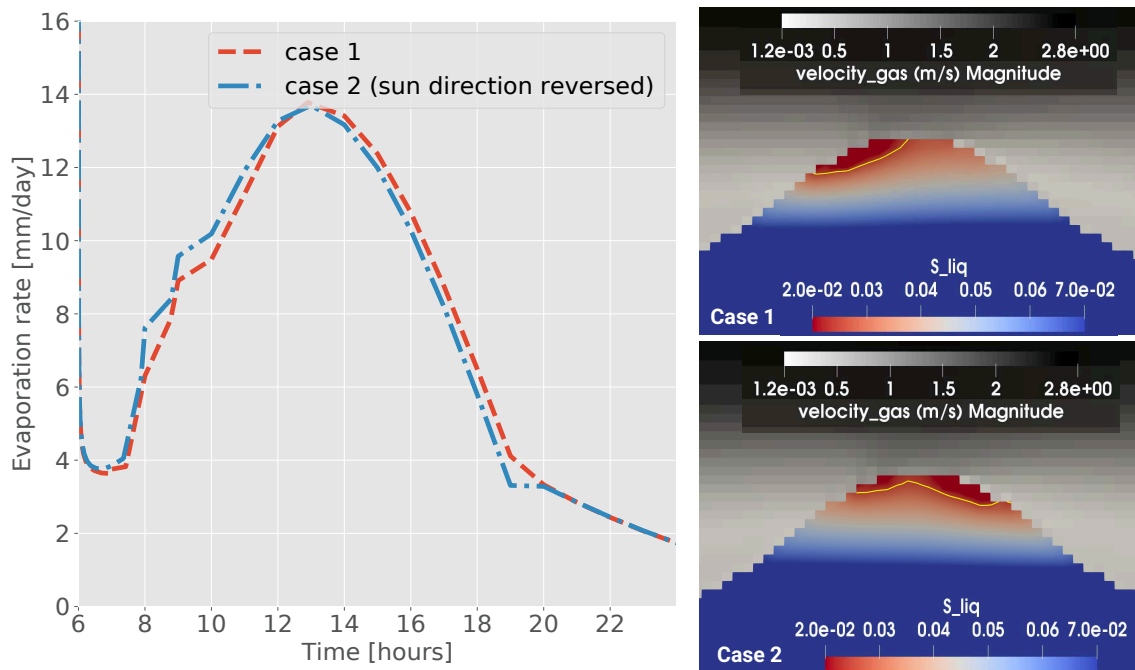 16
14
12
10
8
6
4
2
0
Evaporation rate [mm/day]
case 1
case 2 (sun direction reversed)
6 8 10 12 14 16 18 20 22
Time [hours]
1.2e-03 0.5 1 1.5 2 2.8e+00
velocity_gas (m/s) Magnitude
S_liq
2.0e-02 0.03 0.04 0.05 0.06 7.0e-02
Case 1
1.2e-03 0.5 1 1.5 2 2.8e+00
velocity_gas (m/s) Magnitude
S_liq
2.0e-02 0.03 0.04 0.05 0.06 7.0e-02
Case 2